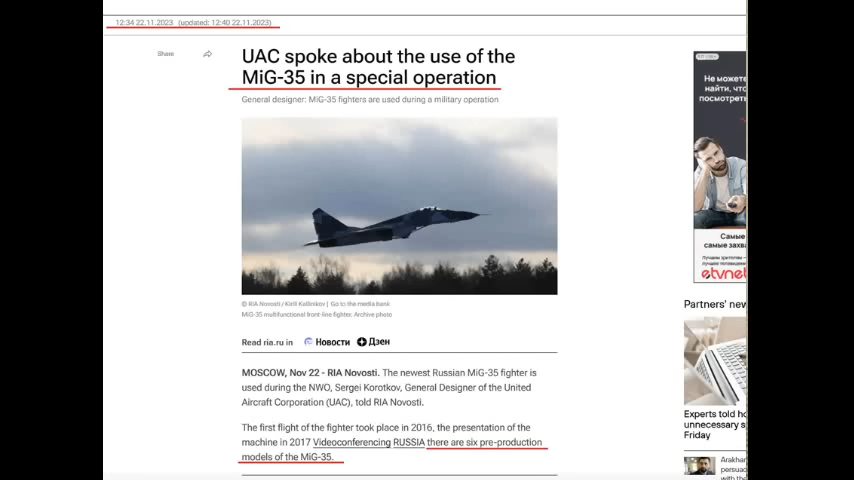 12:34 22.11.2023 (updated: 12:40 22.11.2023)
Share
UAC spoke about the use of the
MiG-35 in a special operation
General designer: MiG-35 fighters are used during a military operation
© RIA Novosti / Kirill Kallinikov | Go to the media bank
MiG-35 multifunctional front-line fighter. Archive photo
Read ria.ru in Новости Дзен
MOSCOW, Nov 22 - RIA Novosti. The newest Russian MiG-35 fighter is
used during the NWO, Sergei Korotkov, General Designer of the United
Aircraft Corporation (UAC), told RIA Novosti.
The first flight of the fighter took place in 2016, the presentation of the
machine in 2017 Videoconferencing RUSSIA there are six pre-production
models of the MiG-35.
Не можете
найти, что
посмотреть
Самые
самые захва
etvnet
Partners' new
Experts told ho
unnecessary s
Friday
Arakhan
persuad
with the